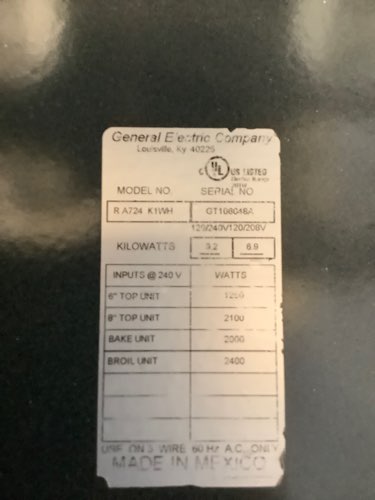 General Electric Company
Louisville, Ky 40225
UL LISTED
MODEL NO. SERIAL NO
R A724 K1WH GT108046A
120/240V 120/208V
KILOWATTS 9.2 6.9
INPUTS @ 240 V WATTS
6" TOP UNIT 1250
8" TOP UNIT 2100
BAKE UNIT 2000
BROIL UNIT 2400
USE ON 3 WIRE 60 Hz A.C. ONLY
MADE IN MEXICO